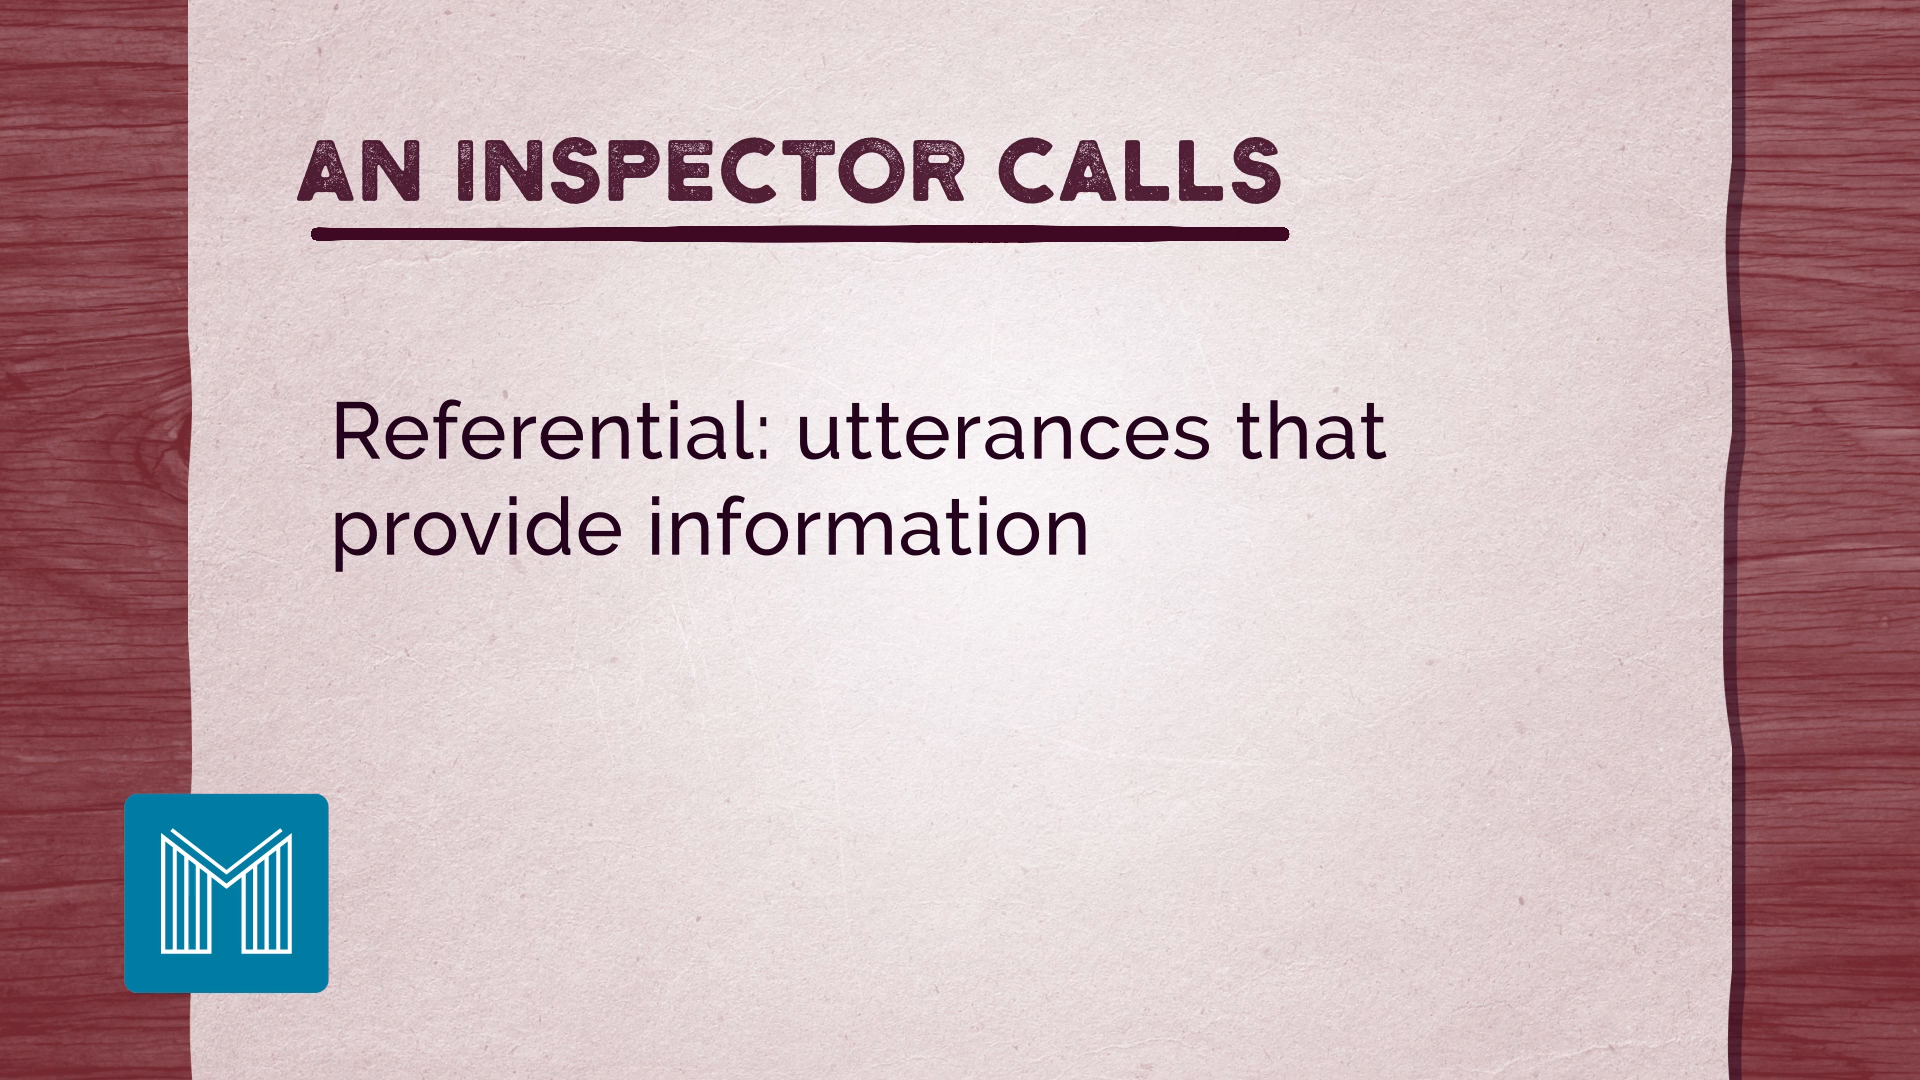 AN INSPECTOR CALLS
Referential: utterances that
provide information
M